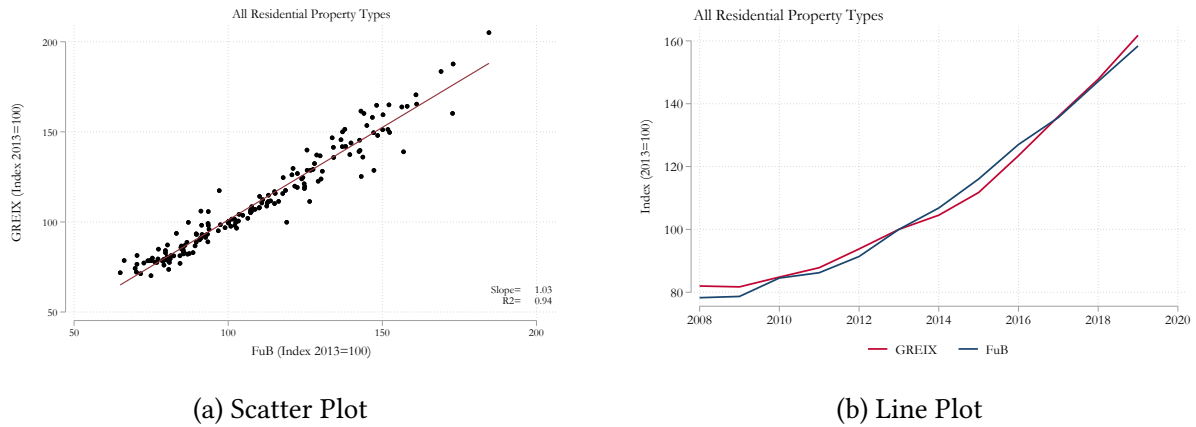 All Residential Property Types
GREIX (Index 2013=100)
200
150
100
50
50
100
150
200
Slope= 1.03
R2= 0.94
FuB (Index 2013=100)
(a) Scatter Plot
All Residential Property Types
Index (2013=100)
160
140
120
100
80
2008
2010
2012
2014
2016
2018
2020
GREIX
FuB
(b) Line Plot